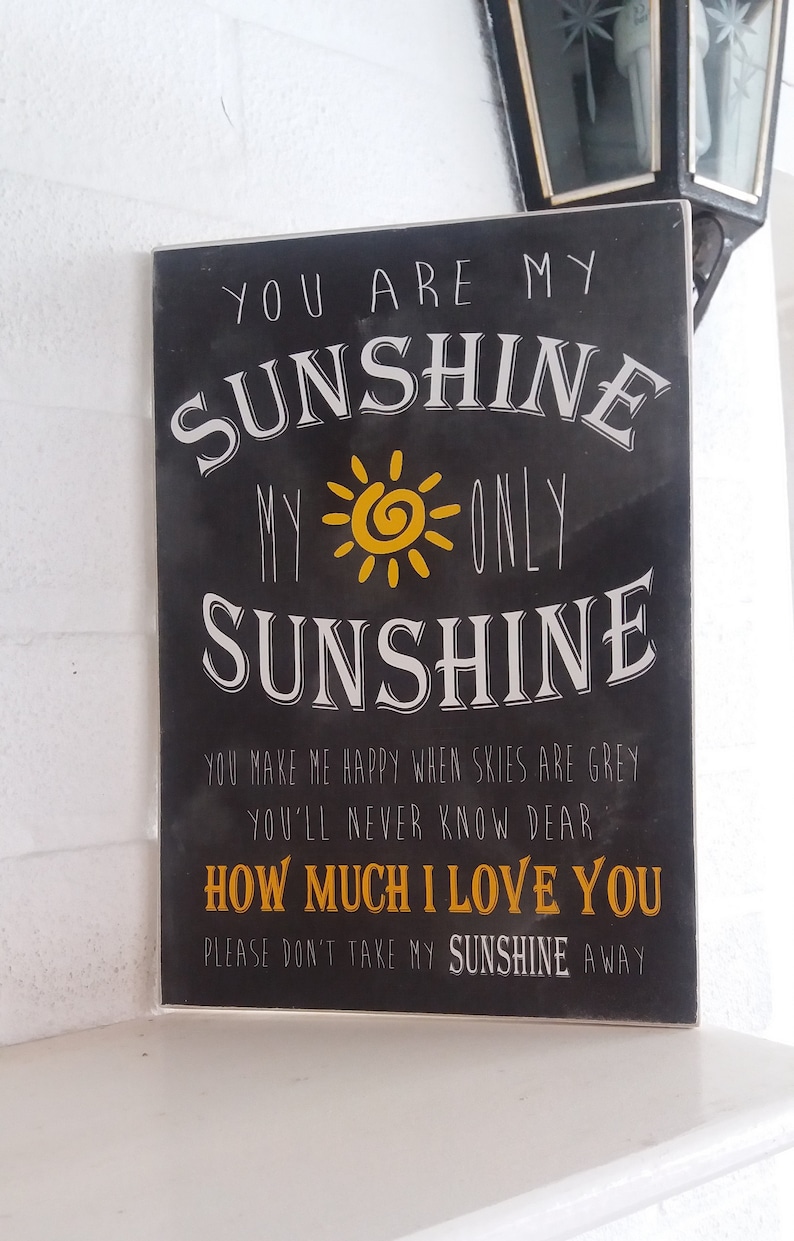 YOU ARE MY
SUNSHINE
MY ONLY
SUNSHINE
YOU MAKE ME HAPPY WHEN SKIES ARE GREY
YOU'LL NEVER KNOW DEAR
HOW MUCH I LOVE YOU
PLEASE DON'T TAKE MY SUNSHINE AWAY